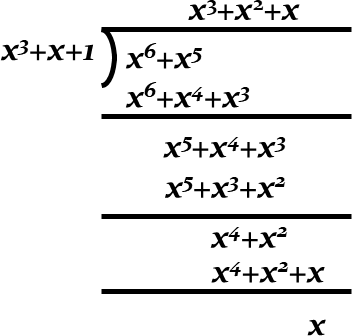 x³+x²+x
x³+x+1
x⁶+x⁵
x⁶+x⁴+x³
x⁵+x⁴+x³
x⁵+x³+x²
x⁴+x²
x⁴+x²+x
x